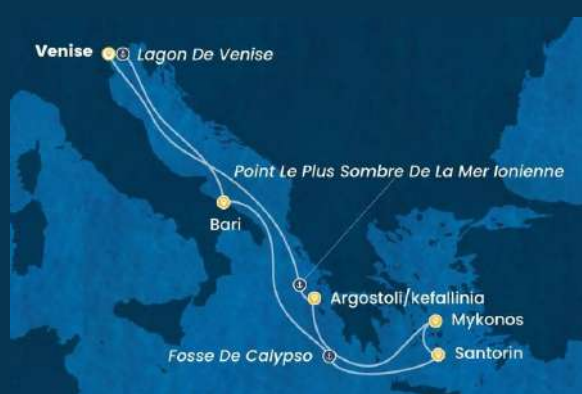 Venise
Lagon De Venise
Point Le Plus Sombre De La Mer Ionienne
Bari
Argostoli/kefallinia
Mykonos
Fosse De Calypso
Santorin